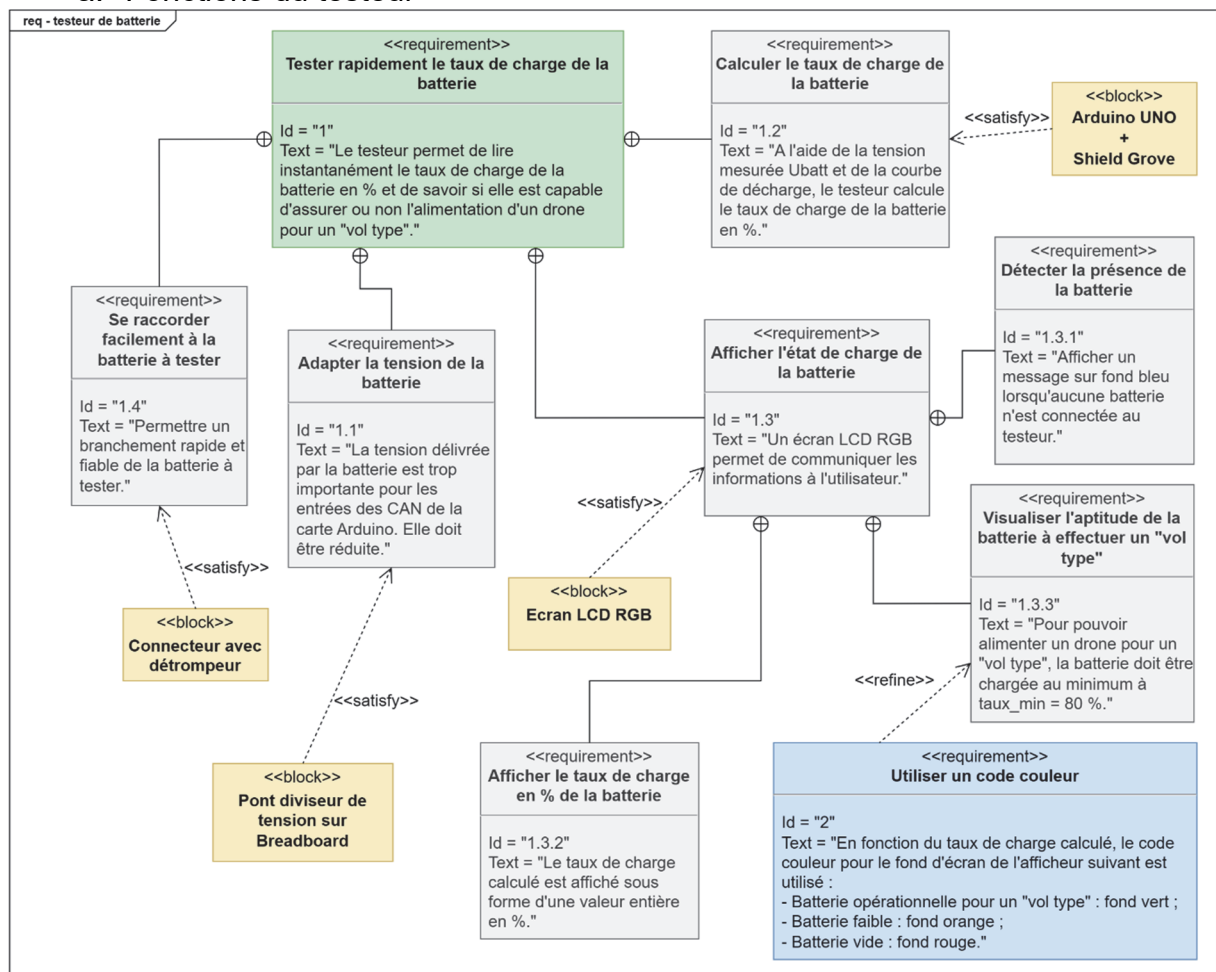 a. Fonctions du testeur
req - testeur de batterie
<<requirement>>
Tester rapidement le taux de charge de la
batterie
Id = "1"
Text = "Le testeur permet de lire
instantanément le taux de charge de la
batterie en % et de savoir si elle est capable
d'assurer ou non l'alimentation d'un drone
pour un "vol type"."
<<requirement>>
Calculer le taux de charge de
la batterie
Id = "1.2"
Text = "A l'aide de la tension
mesurée Ubatt et de la courbe
de décharge, le testeur calcule
le taux de charge de la batterie
en %."
<<satisfy>>
<<block>>
Arduino UNO
+
Shield Grove
<<requirement>>
Se raccorder
facilement à la
batterie à tester
Id = "1.4"
Text = "Permettre un
branchement rapide et
fiable de la batterie à
tester."
<<requirement>>
Adapter la tension de la
batterie
Id = "1.1"
Text = "La tension délivrée
par la batterie est trop
importante pour les
entrées des CAN de la
carte Arduino. Elle doit
être réduite."
<<requirement>>
Afficher l'état de charge de
la batterie
Id = "1.3"
Text = "Un écran LCD RGB
permet de communiquer les
informations à l'utilisateur."
<<requirement>>
Détecter la présence de
la batterie
Id = "1.3.1"
Text = "Afficher un
message sur fond bleu
lorsqu'aucune batterie
n'est connectée au
testeur."
<<satisfy>>
<<block>>
Connecteur avec
détrompeur
<<satisfy>>
<<block>>
Pont diviseur de
tension sur
Breadboard
<<satisfy>>
<<block>>
Ecran LCD RGB
<<requirement>>
Visualiser l'aptitude de la
batterie à effectuer un "vol
type"
Id = "1.3.3"
Text = "Pour pouvoir
alimenter un drone pour un
"vol type", la batterie doit être
chargée au minimum à
taux_min = 80 %."
<<refine>>
<<requirement>>
Afficher le taux de charge
en % de la batterie
Id = "1.3.2"
Text = "Le taux de charge
calculé est affiché sous
forme d'une valeur entière
en %."
<<requirement>>
Utiliser un code couleur
Id = "2"
Text = "En fonction du taux de charge calculé, le code
couleur pour le fond d'écran de l'afficheur suivant est
utilisé :
- Batterie opérationnelle pour un "vol type" : fond vert ;
- Batterie faible : fond orange ;
- Batterie vide : fond rouge."